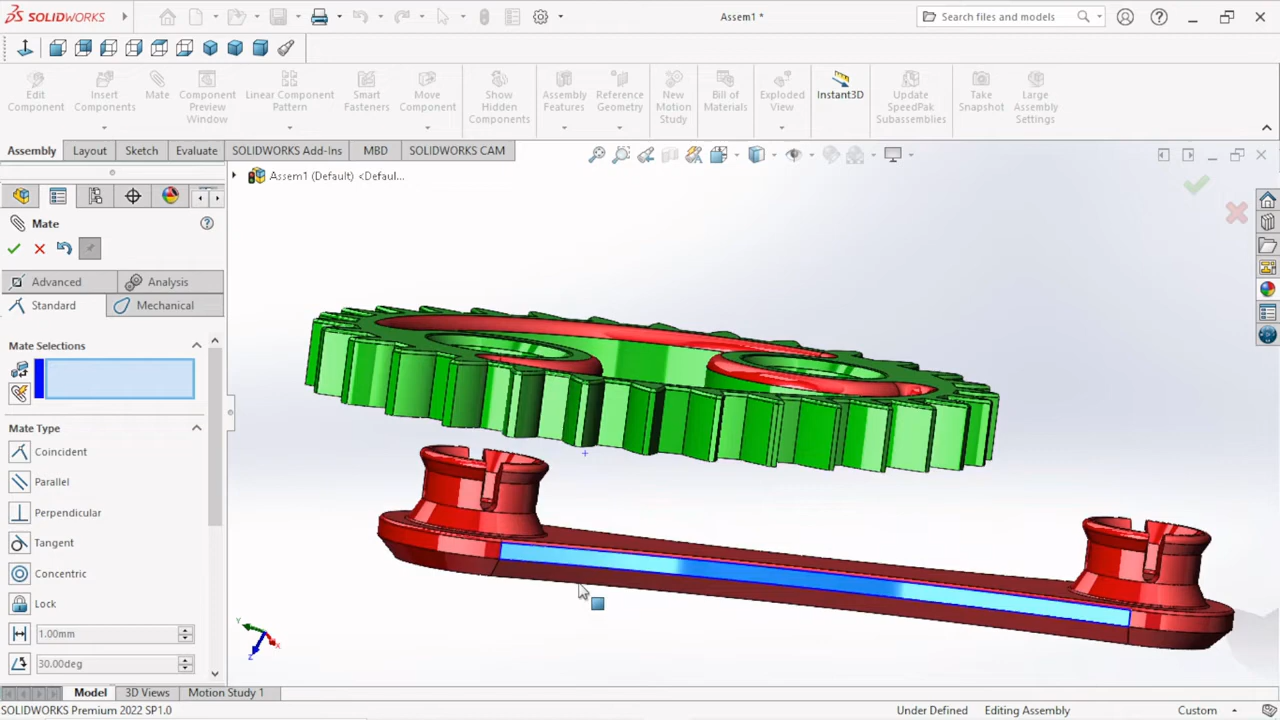 SOLIDWORKS
Assem1 *
Search files and models
Edit Component
Insert Components
Mate
Component Preview Window
Linear Component Pattern
Smart Fasteners
Move Component
Show Hidden Components
Assembly Features
Reference Geometry
New Motion Study
Bill of Materials
Exploded View
Instant3D
Update SpeedPak Subassemblies
Take Snapshot
Large Assembly Settings
Assembly
Layout
Sketch
Evaluate
SOLIDWORKS Add-Ins
MBD
SOLIDWORKS CAM
Assem1 (Default) <Defaul...
Mate
Advanced
Analysis
Standard
Mechanical
Mate Selections
Mate Type
Coincident
Parallel
Perpendicular
Tangent
Concentric
Lock
1.00mm
30.00deg
Y
X
Z
Model
3D Views
Motion Study 1
SOLIDWORKS Premium 2022 SP1.0
Under Defined
Editing Assembly
Custom